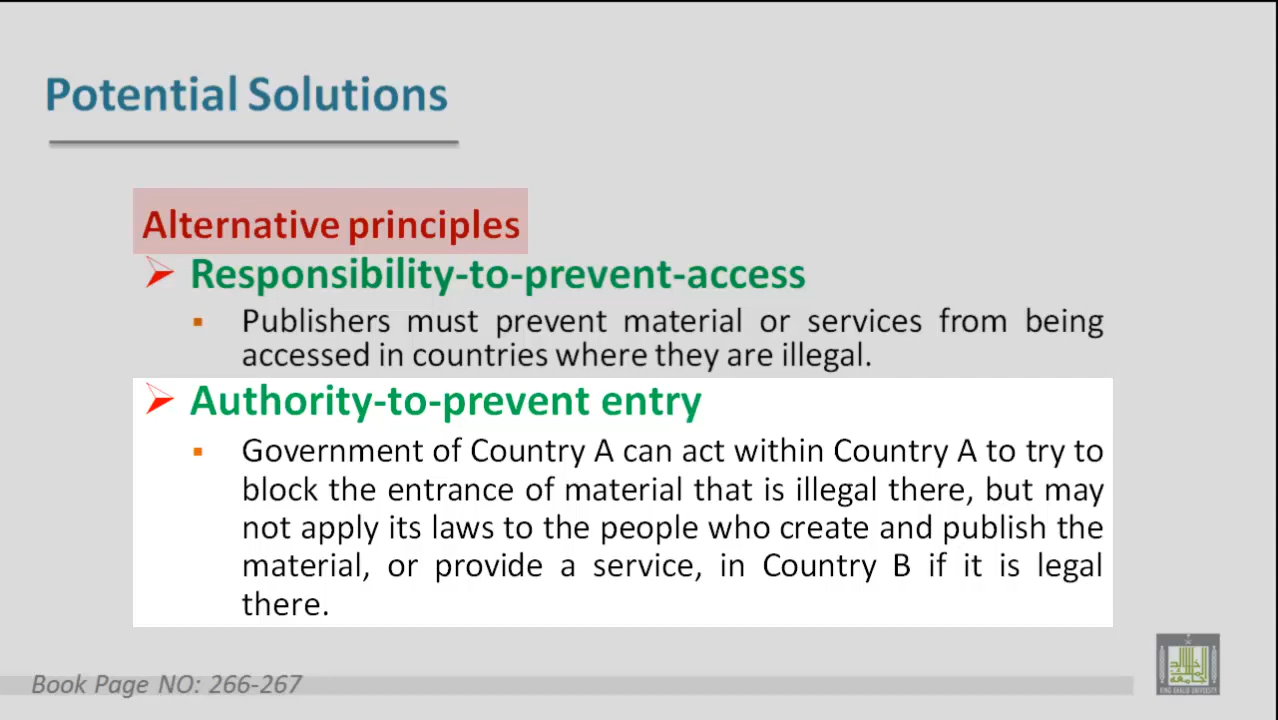 Potential Solutions
Alternative principles
Responsibility-to-prevent-access
Publishers must prevent material or services from being
accessed in countries where they are illegal.
Authority-to-prevent entry
Government of Country A can act within Country A to try to
block the entrance of material that is illegal there, but may
not apply its laws to the people who create and publish the
material, or provide a service, in Country B if it is legal
there.
Book Page NO: 266-267
KING KHALID UNIVERSITY